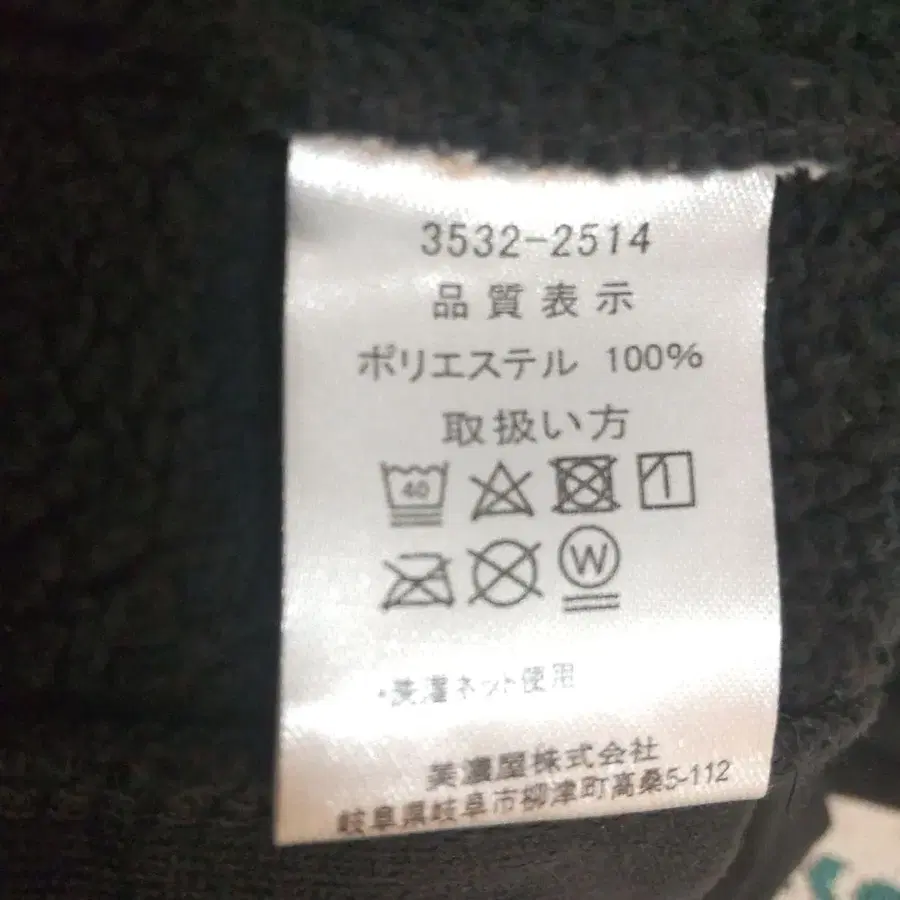 3532-2514
品質表示
ポリエステル 100%
取扱い方
40
W
・洗濯ネット使用
美濃屋株式会社
岐阜県岐阜市柳津町高桑5-112